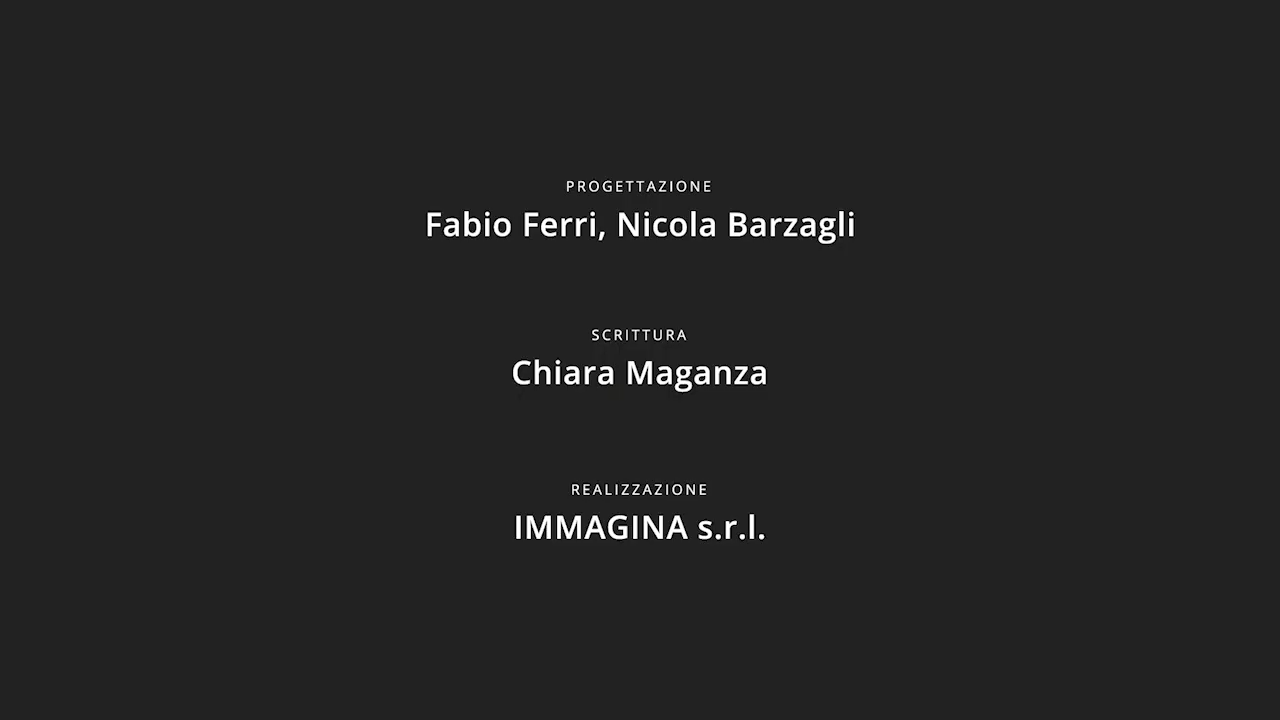 PROGETTAZIONE
Fabio Ferri, Nicola Barzagli
SCRITTURA
Chiara Maganza
REALIZZAZIONE
IMMAGINA s.r.l.